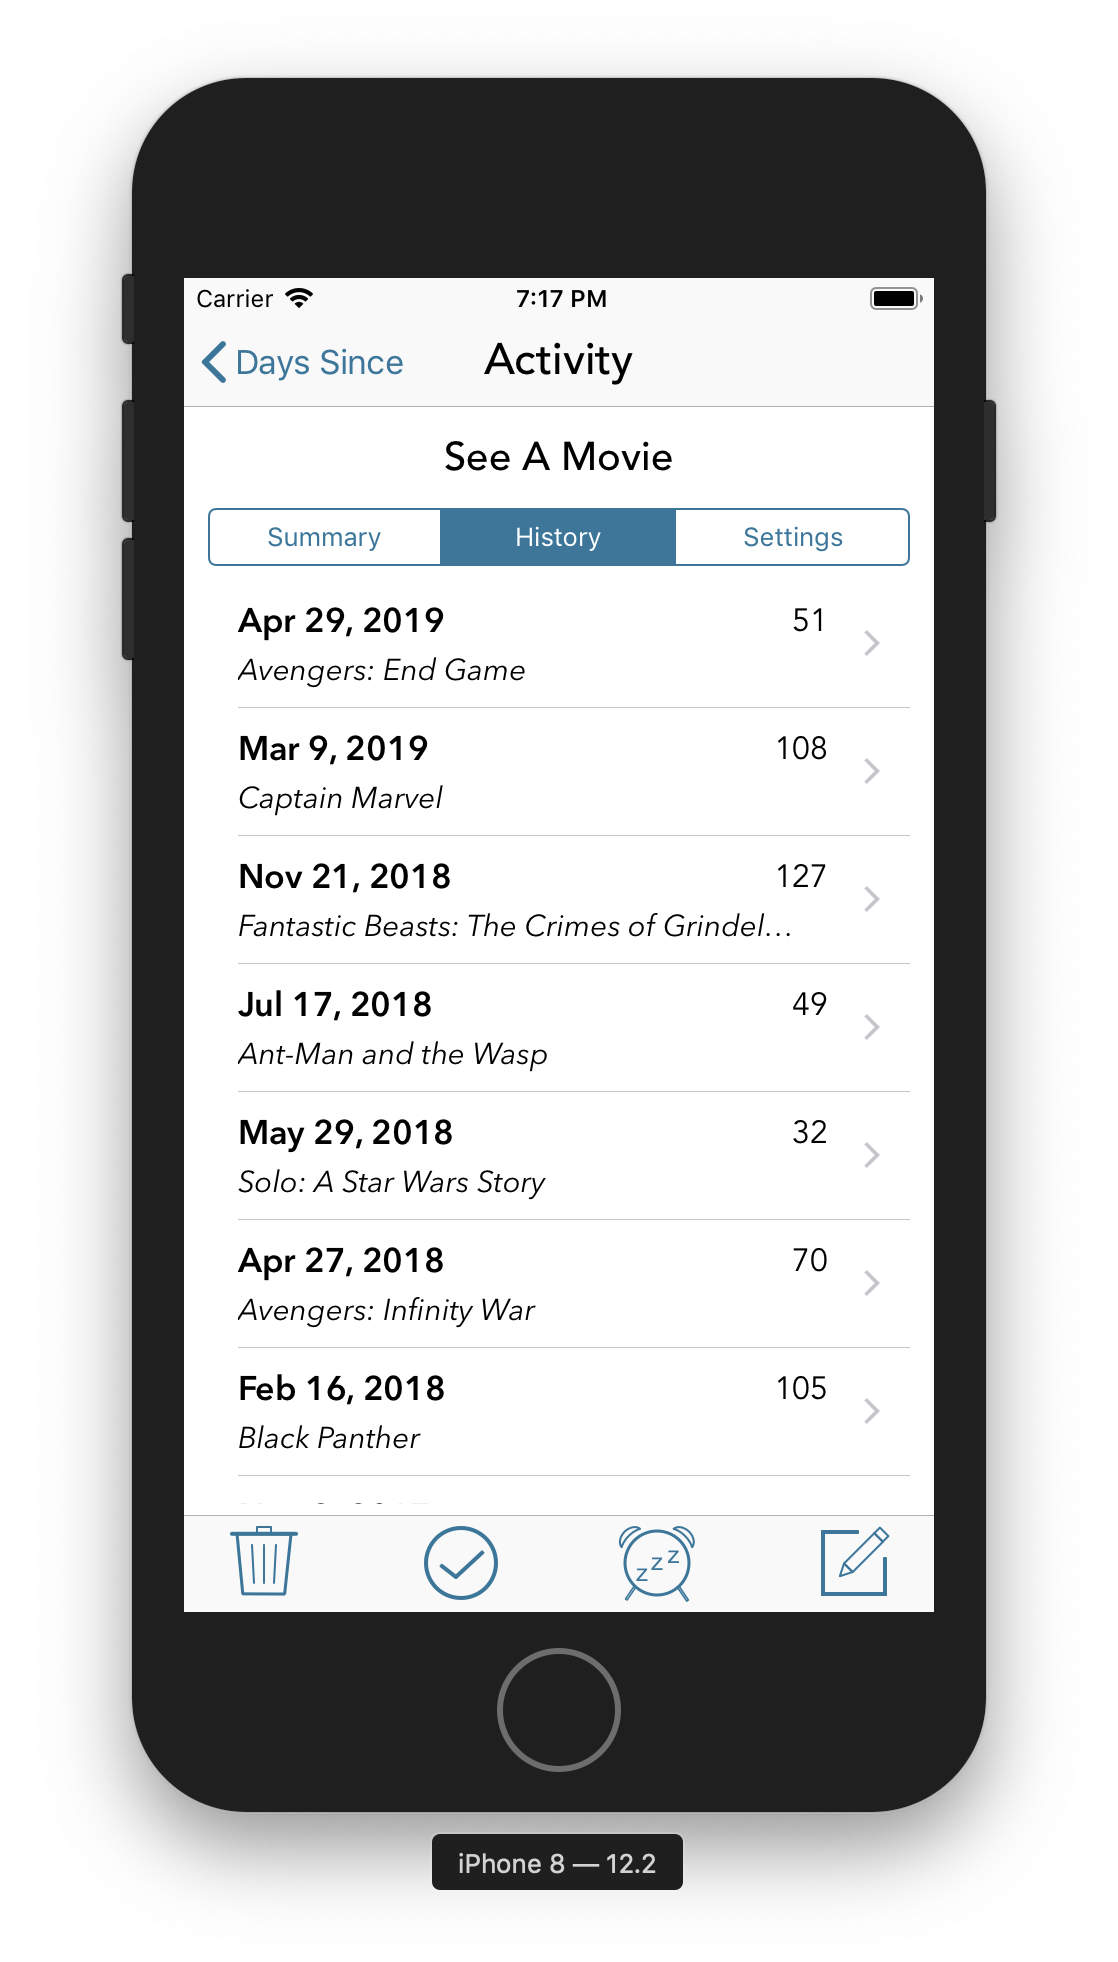 Carrier 7:17 PM
Days Since Activity
See A Movie
Summary History Settings
Apr 29, 2019 51
Avengers: End Game
Mar 9, 2019 108
Captain Marvel
Nov 21, 2018 127
Fantastic Beasts: The Crimes of Grindel…
Jul 17, 2018 49
Ant-Man and the Wasp
May 29, 2018 32
Solo: A Star Wars Story
Apr 27, 2018 70
Avengers: Infinity War
Feb 16, 2018 105
Black Panther
z z z
iPhone 8 — 12.2